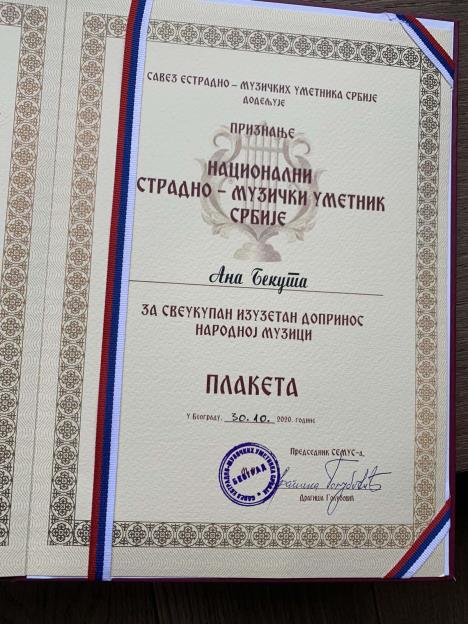 САВЕЗ ЕСТРАДНО – МУЗИЧКИХ УМЕТНИКА СРБИЈЕ
ДОДЕЉУЈЕ
ПРИЗНАЊЕ
НАЦИОНАЛНИ
СТРАДНО – МУЗИЧКИ УМЕТНИК
СРБИЈЕ
Ана Бекута
ЗА СВЕУКУПАН ИЗУЗЕТАН ДОПРИНОС
НАРОДНОЈ МУЗИЦИ
ПЛАКЕТА
У Београду, 30. 10. 2020. године
Председник СЕМУС-а,
Драгиша Голубовић
БЕОГРАД